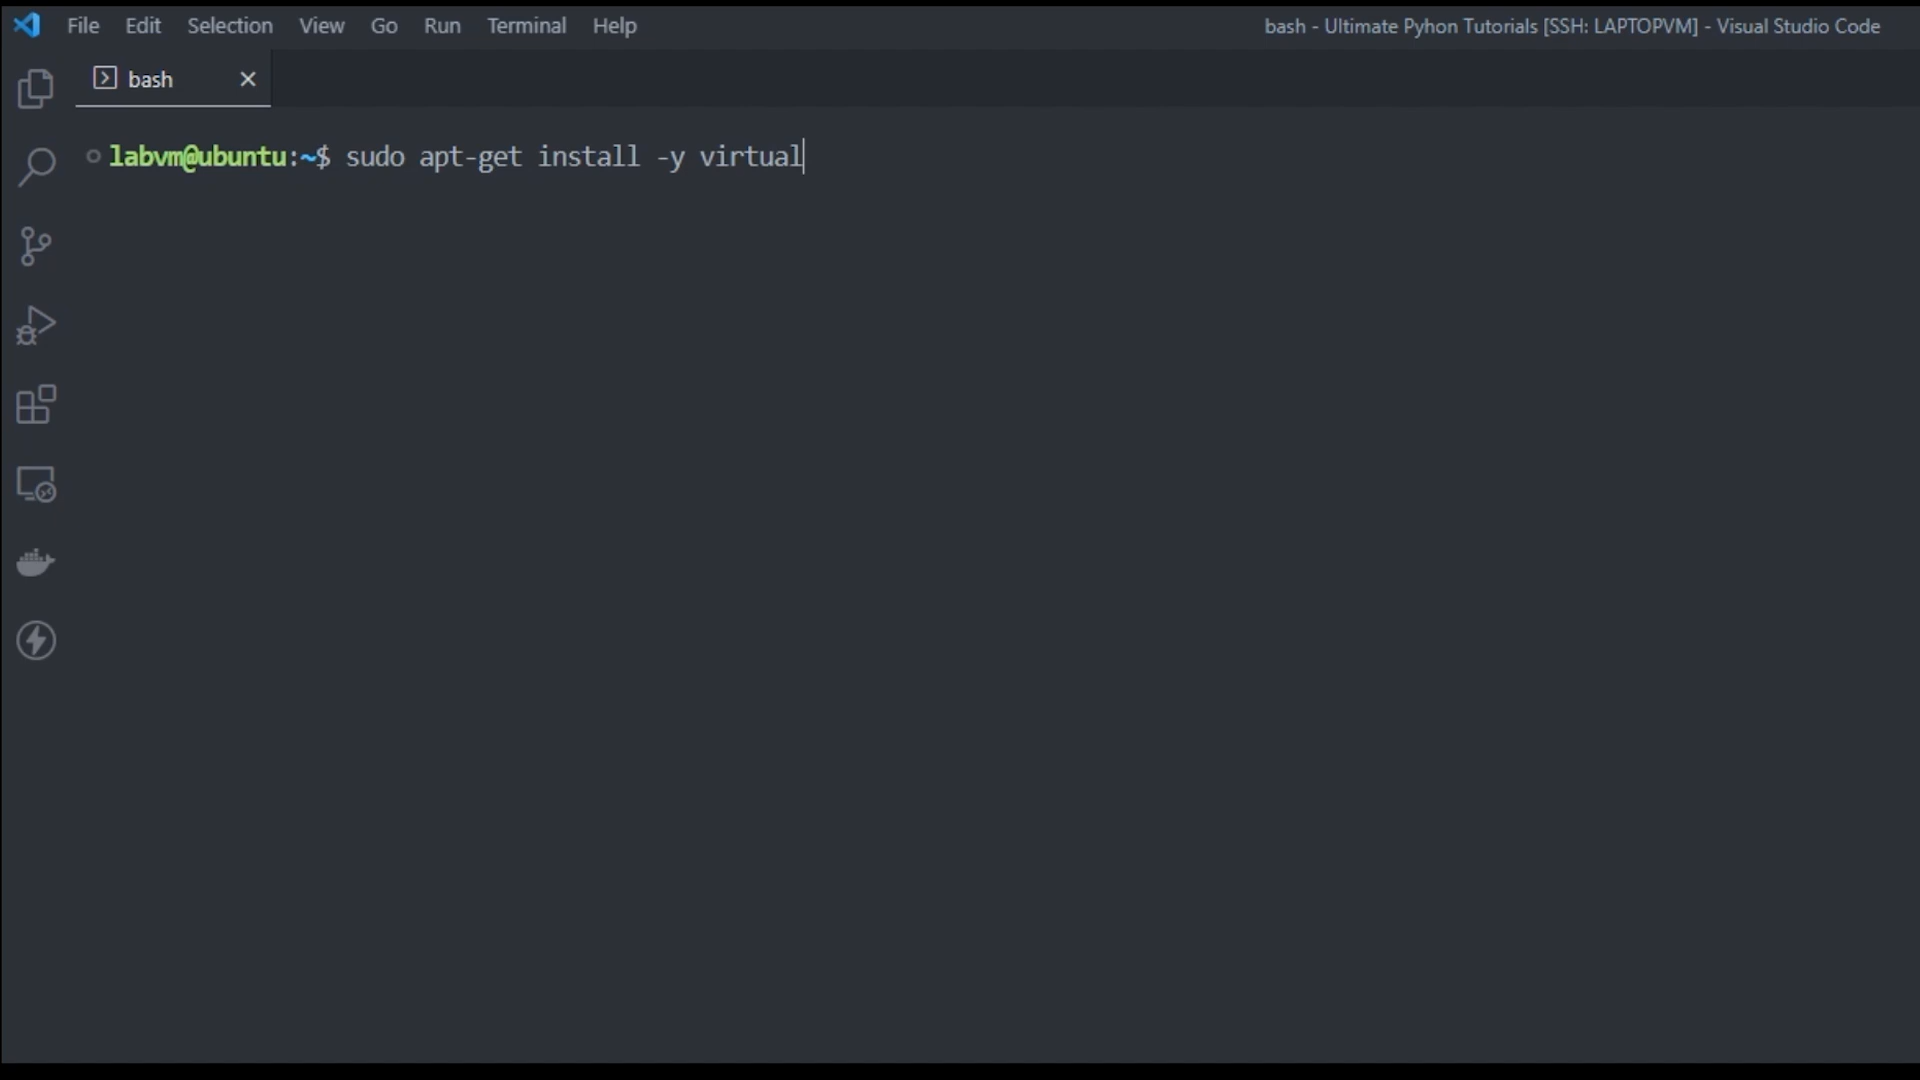 File Edit Selection View Go Run Terminal Help
bash - Ultimate Pyhon Tutorials [SSH: LAPTOPVM] - Visual Studio Code
bash
labvm@ubuntu:~$ sudo apt-get install -y virtual